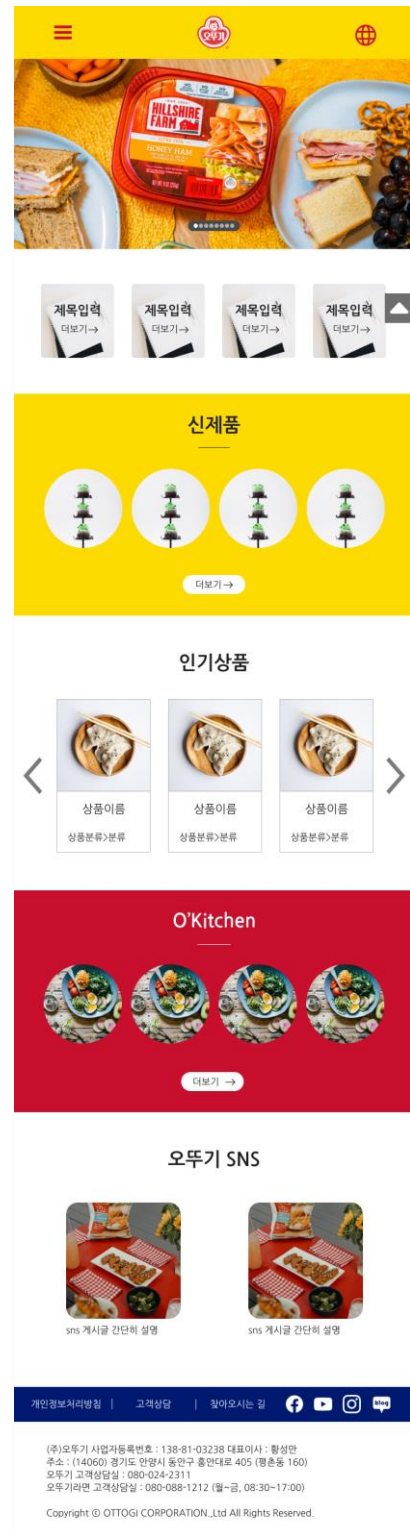 오뚜기
HILLSHIRE
FARM
HONEY HAM
제목입력
더보기→
제목입력
더보기→
제목입력
더보기→
제목입력
더보기→
신제품
더보기→
인기상품
상품이름
상품분류>분류
상품이름
상품분류>분류
상품이름
상품분류>분류
O'Kitchen
더보기 →
오뚜기 SNS
sns 게시글 간단히 설명
sns 게시글 간단히 설명
개인정보처리방침 | 고객상담 | 찾아오시는 길 blog
(주)오뚜기 사업자등록번호 : 138-81-03238 대표이사 : 황성만
주소 : (14060) 경기도 안양시 동안구 흥안대로 405 (평촌동 160)
오뚜기 고객상담실 : 080-024-2311
오뚜기라면 고객상담실 : 080-088-1212 (월~금, 08:30~17:00)
Copyright ⓒ OTTOGI CORPORATION.,Ltd All Rights Reserved.